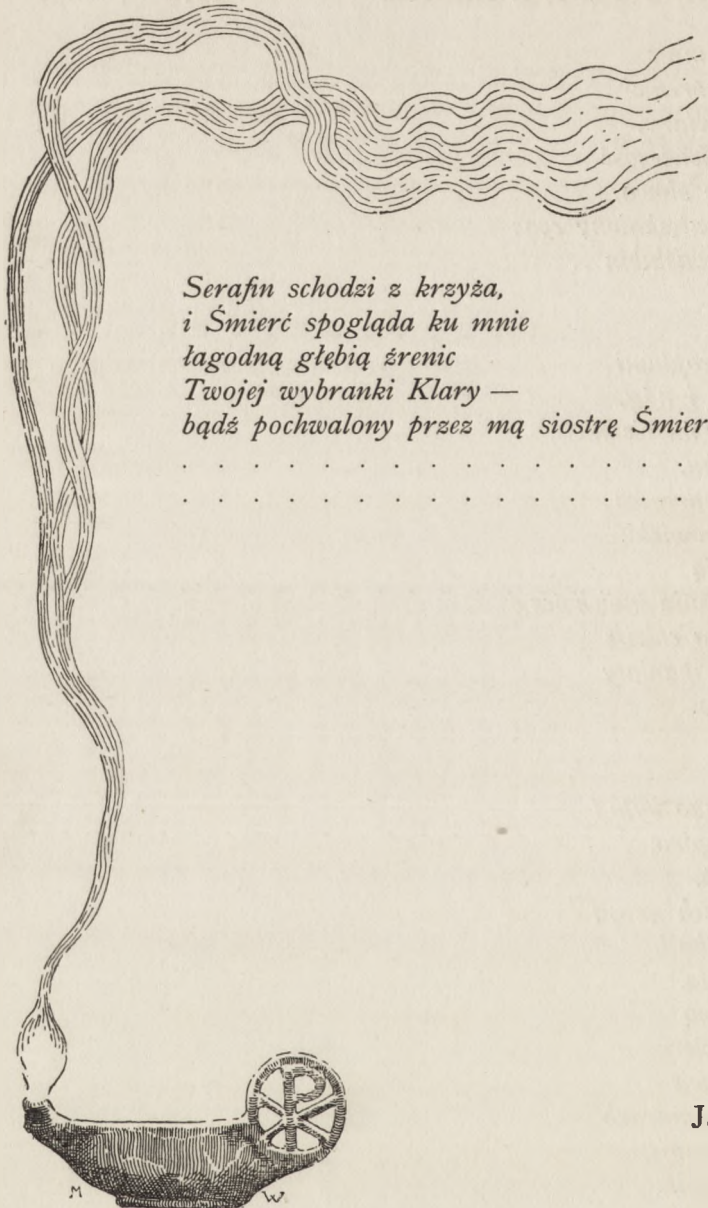 Serafin schodzi z krzyża,
i Śmierć spogląda ku mnie
łagodną głębią źrenic
Twojej wybranki Klary —
bądź pochwalony przez mą siostrę Śmier
. . . . . . . . . . . . . . . .
. . . . . . . . . . . . . . . .
Ja
M W.